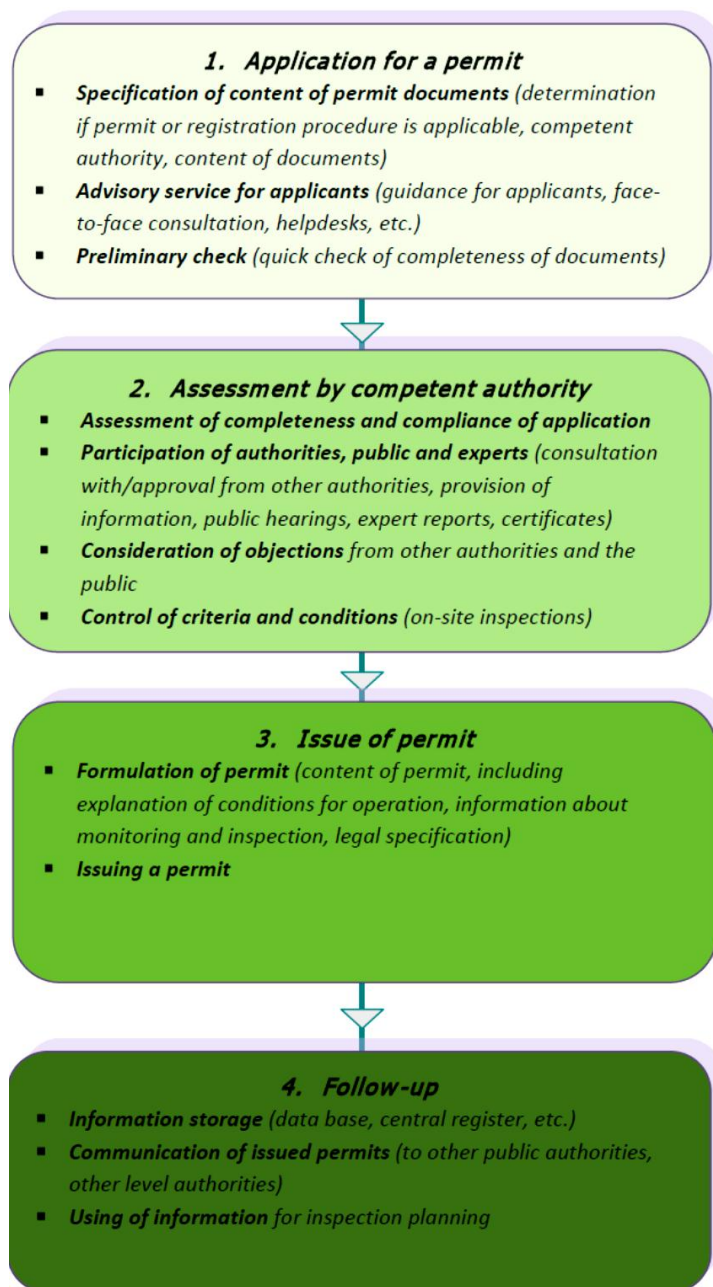 1. Application for a permit
▪ Specification of content of permit documents (determination
if permit or registration procedure is applicable, competent
authority, content of documents)
▪ Advisory service for applicants (guidance for applicants, face-
to-face consultation, helpdesks, etc.)
▪ Preliminary check (quick check of completeness of documents)
2. Assessment by competent authority
▪ Assessment of completeness and compliance of application
▪ Participation of authorities, public and experts (consultation
with/approval from other authorities, provision of
information, public hearings, expert reports, certificates)
▪ Consideration of objections from other authorities and the
public
▪ Control of criteria and conditions (on-site inspections)
3. Issue of permit
▪ Formulation of permit (content of permit, including
explanation of conditions for operation, information about
monitoring and inspection, legal specification)
▪ Issuing a permit
4. Follow-up
▪ Information storage (data base, central register, etc.)
▪ Communication of issued permits (to other public authorities,
other level authorities)
▪ Using of information for inspection planning